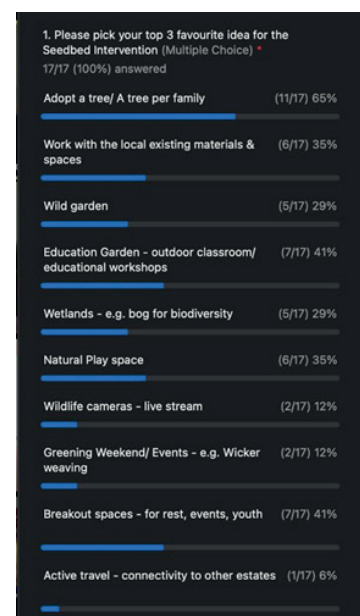 1. Please pick your top 3 favourite idea for the
Seedbed Intervention (Multiple Choice) *
17/17 (100%) answered
Adopt a tree/ A tree per family (11/17) 65%
Work with the local existing materials & (6/17) 35%
spaces
Wild garden (5/17) 29%
Education Garden - outdoor classroom/ (7/17) 41%
educational workshops
Wetlands - e.g. bog for biodiversity (5/17) 29%
Natural Play space (6/17) 35%
Wildlife cameras - live stream (2/17) 12%
Greening Weekend/ Events - e.g. Wicker (2/17) 12%
weaving
Breakout spaces - for rest, events, youth (7/17) 41%
Active travel - connectivity to other estates (1/17) 6%